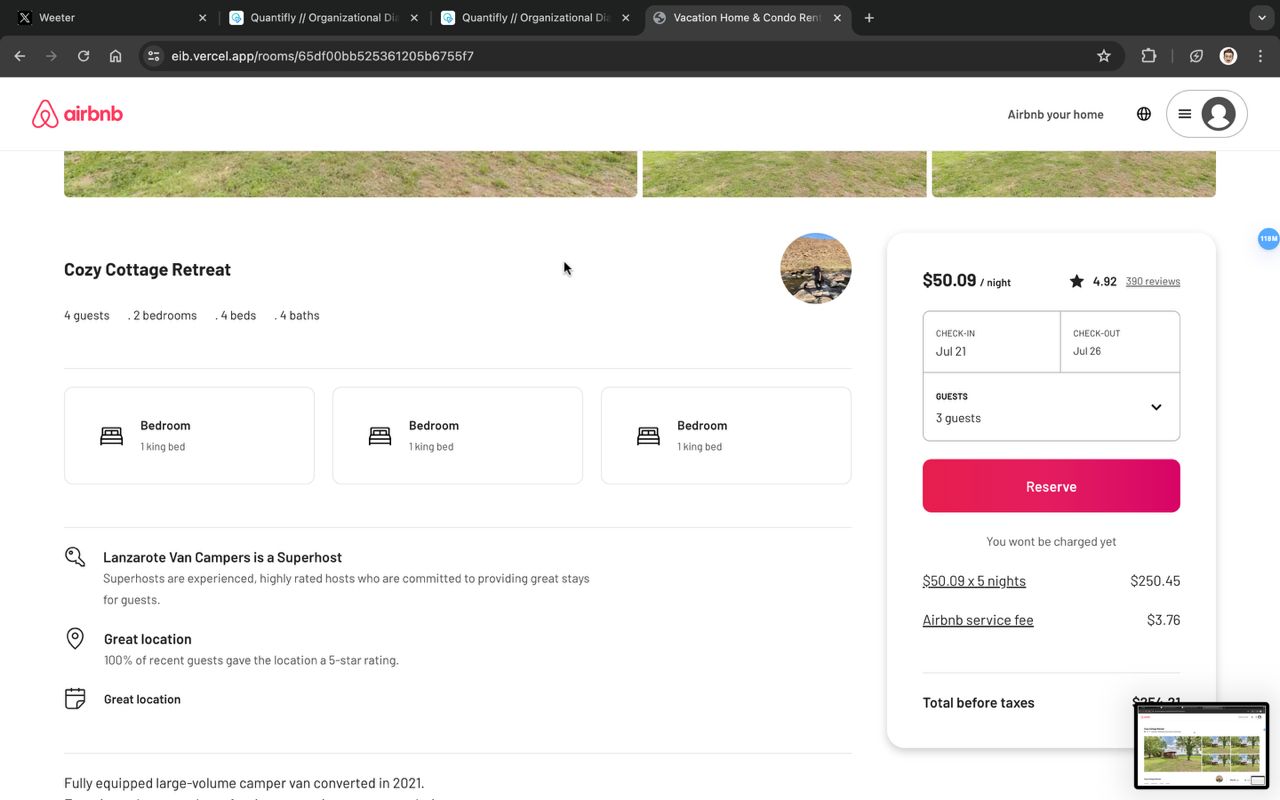 Weeter
Quantifly // Organizational Di
Quantifly // Organizational Di
Vacation Home & Condo Rent
eib.vercel.app/rooms/65df00bb525361205b6755f7
airbnb
Airbnb your home
118M
Cozy Cottage Retreat
4 guests . 2 bedrooms . 4 beds . 4 baths
Bedroom
1 king bed
Bedroom
1 king bed
Bedroom
1 king bed
Lanzarote Van Campers is a Superhost
Superhosts are experienced, highly rated hosts who are committed to providing great stays
for guests.
Great location
100% of recent guests gave the location a 5-star rating.
Great location
Fully equipped large-volume camper van converted in 2021.
$50.09 / night
4.92 390 reviews
CHECK-IN
Jul 21
CHECK-OUT
Jul 26
GUESTS
3 guests
Reserve
You wont be charged yet
$50.09 x 5 nights $250.45
Airbnb service fee $3.76
Total before taxes $254.21